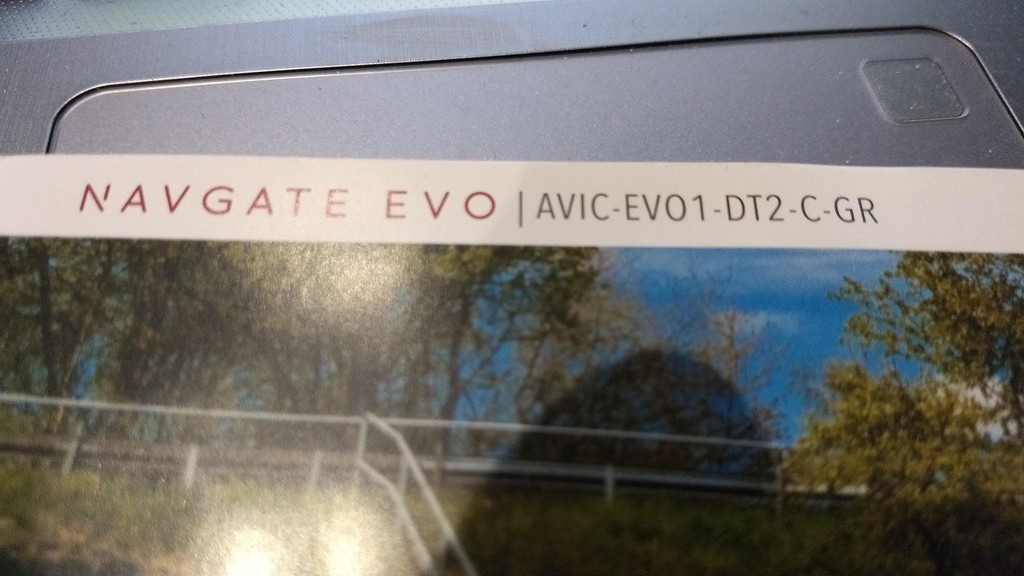 NAVGATE EVO | AVIC-EVO1-DT2-C-GR